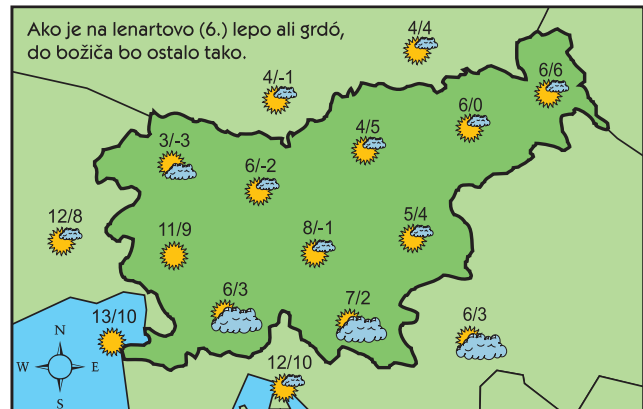 Ako je na lenartovo (6.) lepo ali grdó,
do božiča bo ostalo tako.
4/4
4/-1
6/6
6/0
4/5
3/-3
6/-2
12/8
11/9
8/-1
5/4
6/3
7/2
13/10
6/3
12/10
N
W
E
S